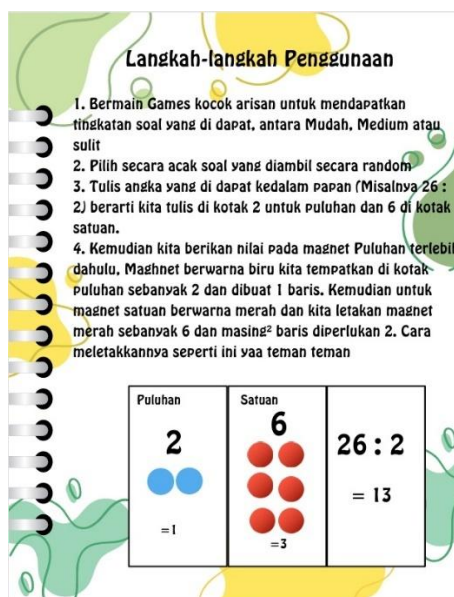 Langkah-langkah Penggunaan
1. Bermain Games kocok arisan untuk mendapatkan
tingkatan soal yang di dapat, antara Mudah, Medium atau
sulit
2. Pilih secara acak soal yang diambil secara random
3. Tulis angka yang di dapat kedalam papan (Misalnya 26 :
2) berarti kita tulis di kotak 2 untuk puluhan dan 6 di kotak
satuan.
4. Kemudian kita berikan nilai pada magnet Puluhan terlebih
dahulu, Maghnet berwarna biru kita tempatkan di kotak
puluhan sebanyak 2 dan dibuat 1 baris. Kemudian untuk
magnet satuan berwarna merah dan kita letakan magnet
merah sebanyak 6 dan masing² baris diperlukan 2. Cara
meletakkannya seperti ini yaa teman teman
Puluhan
2
=1
Satuan
6
=3
26 : 2
= 13